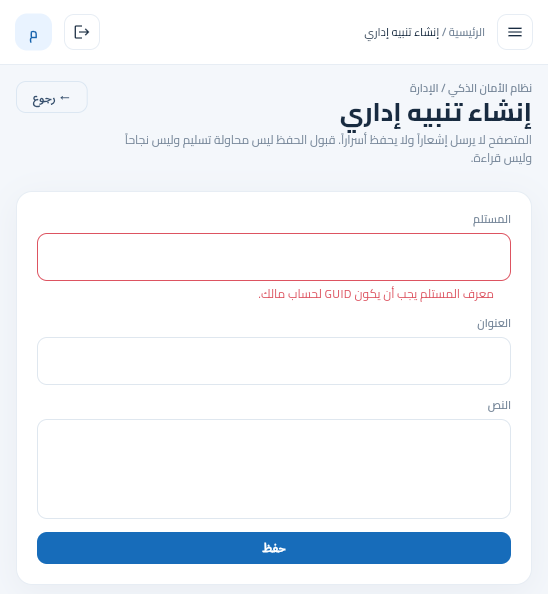 الرئيسية / إنشاء تنبيه إداري
م
نظام الأمان الذكي / الإدارة
إنشاء تنبيه إداري
← رجوع
المتصفح لا يرسل إشعاراً ولا يحفظ أسراراً. قبول الحفظ ليس محاولة تسليم وليس نجاحاً
وليس قراءة.
المستلم
معرف المستلم يجب أن يكون GUID لحساب مالك.
العنوان
النص
حفظ